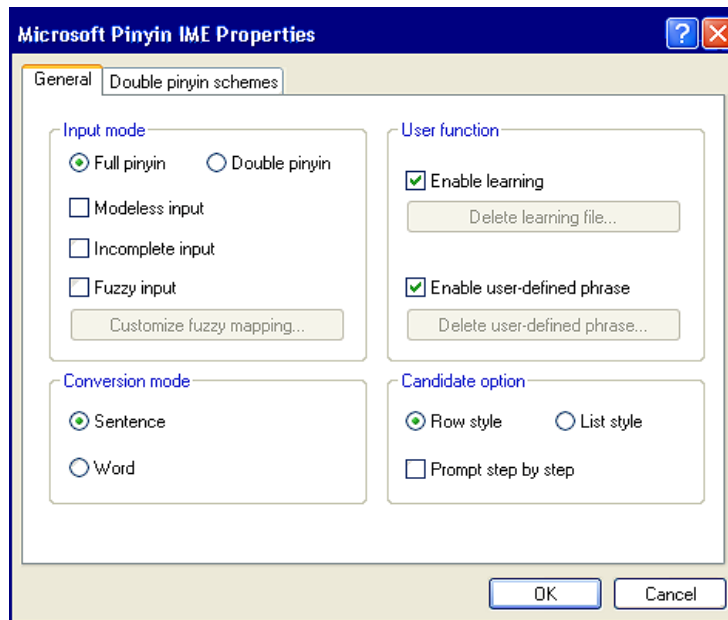 Microsoft Pinyin IME Properties
General
Double pinyin schemes
Input mode
Full pinyin
Double pinyin
Modeless input
Incomplete input
Fuzzy input
Customize fuzzy mapping...
User function
Enable learning
Delete learning file...
Enable user-defined phrase
Delete user-defined phrase...
Conversion mode
Sentence
Word
Candidate option
Row style
List style
Prompt step by step
OK
Cancel